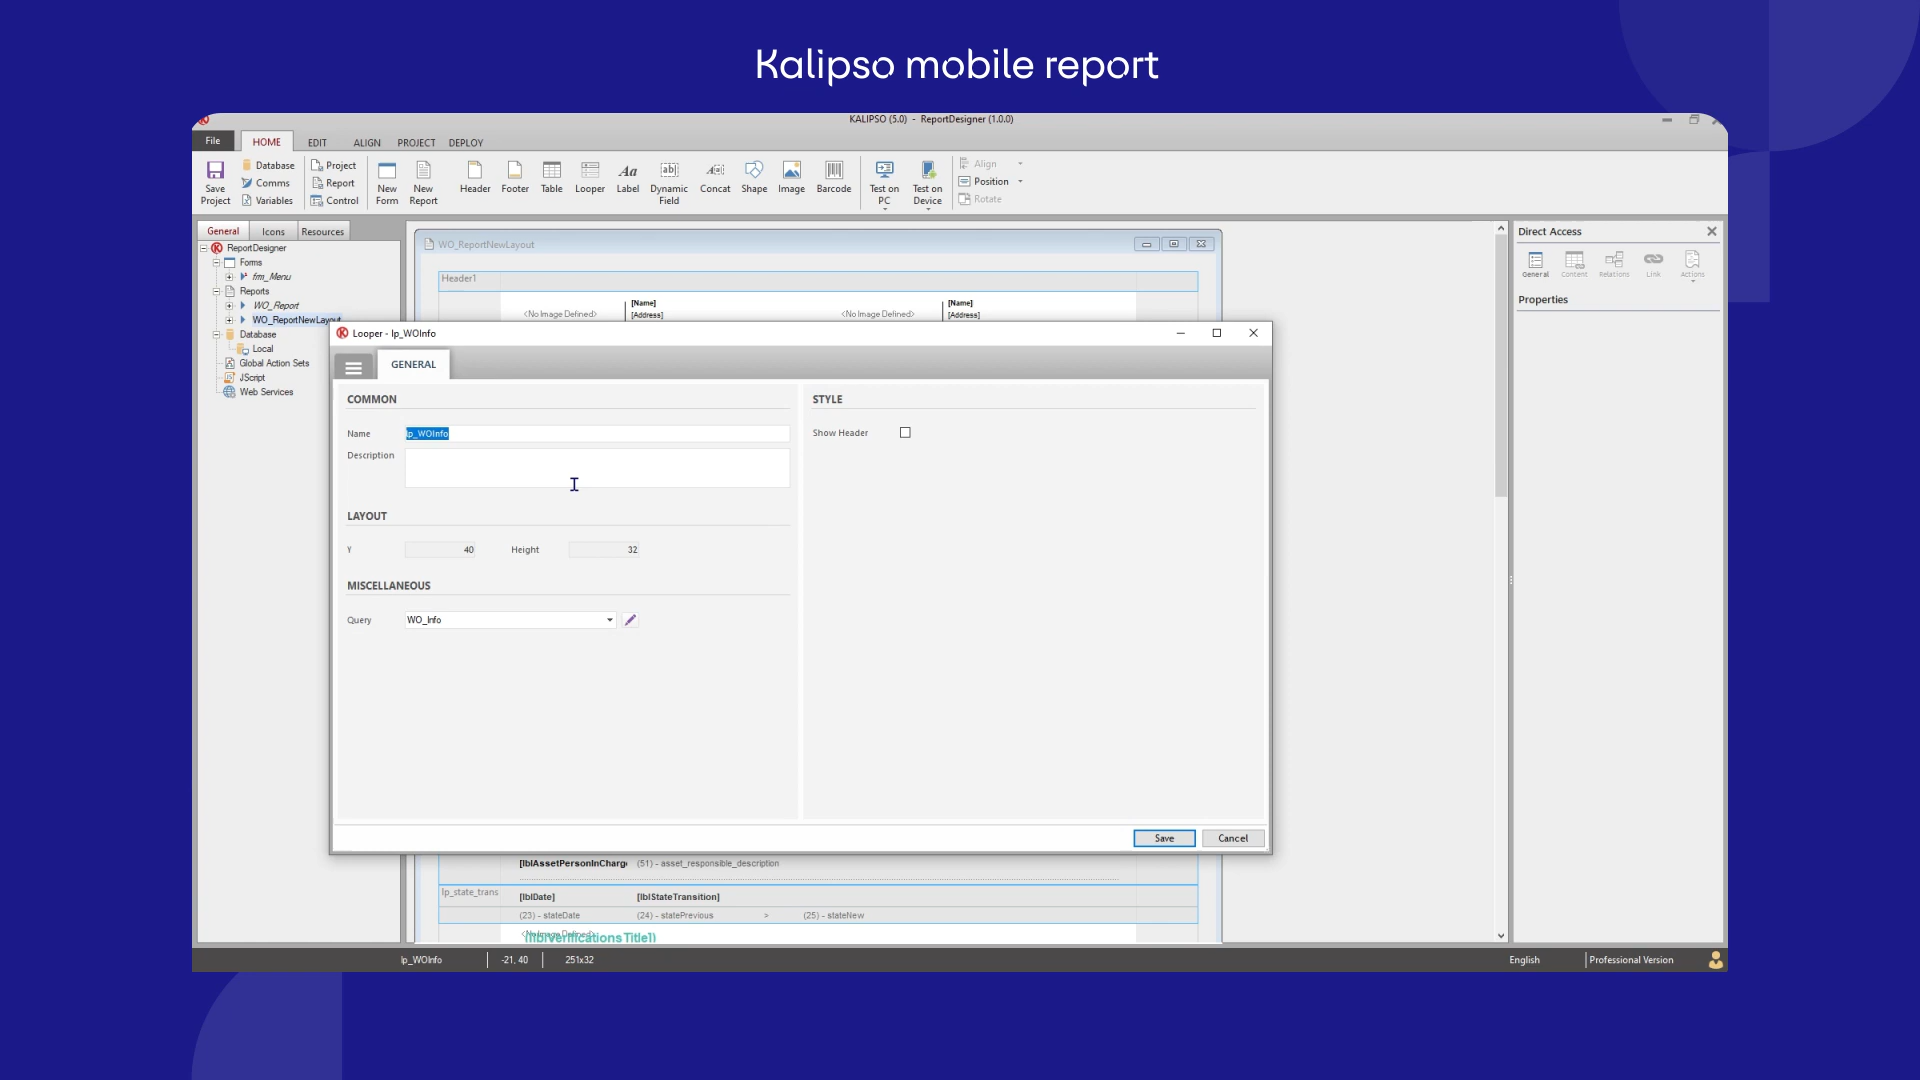 Kalipso mobile report
KALIPSO (5.0) - ReportDesigner (1.0.0)
File HOME EDIT ALIGN PROJECT DEPLOY
Save Project
Database
Comms
Variables
Project
Report
Control
New Form
New Report
Header
Footer
Table
Looper
Label
Dynamic Field
Concat
Shape
Image
Barcode
Test on PC
Test on Device
Align
Position
Rotate
General Icons Resources
ReportDesigner
Forms
fm_Menu
Reports
WO_Report
WO_ReportNewLayout
Database
Local
Global Action Sets
JScript
Web Services
WO_ReportNewLayout
Header1
<No Image Defined>
[Name]
[Address]
<No Image Defined>
[Name]
[Address]
Looper - lp_WOInfo
GENERAL
COMMON
Name lp_WOInfo
Description
LAYOUT
Y 40 Height 32
MISCELLANEOUS
Query WO_Info
STYLE
Show Header
Save Cancel
[lblAssetPersonInCharg (51) - asset_responsible_description
lp_state_trans [lblDate] [lblStateTransition]
(23) - stateDate (24) - statePrevious > (25) - stateNew
Direct Access
General Content Relations Link Actions
Properties
lp_WOInfo -21, 40 251x32 English Professional Version